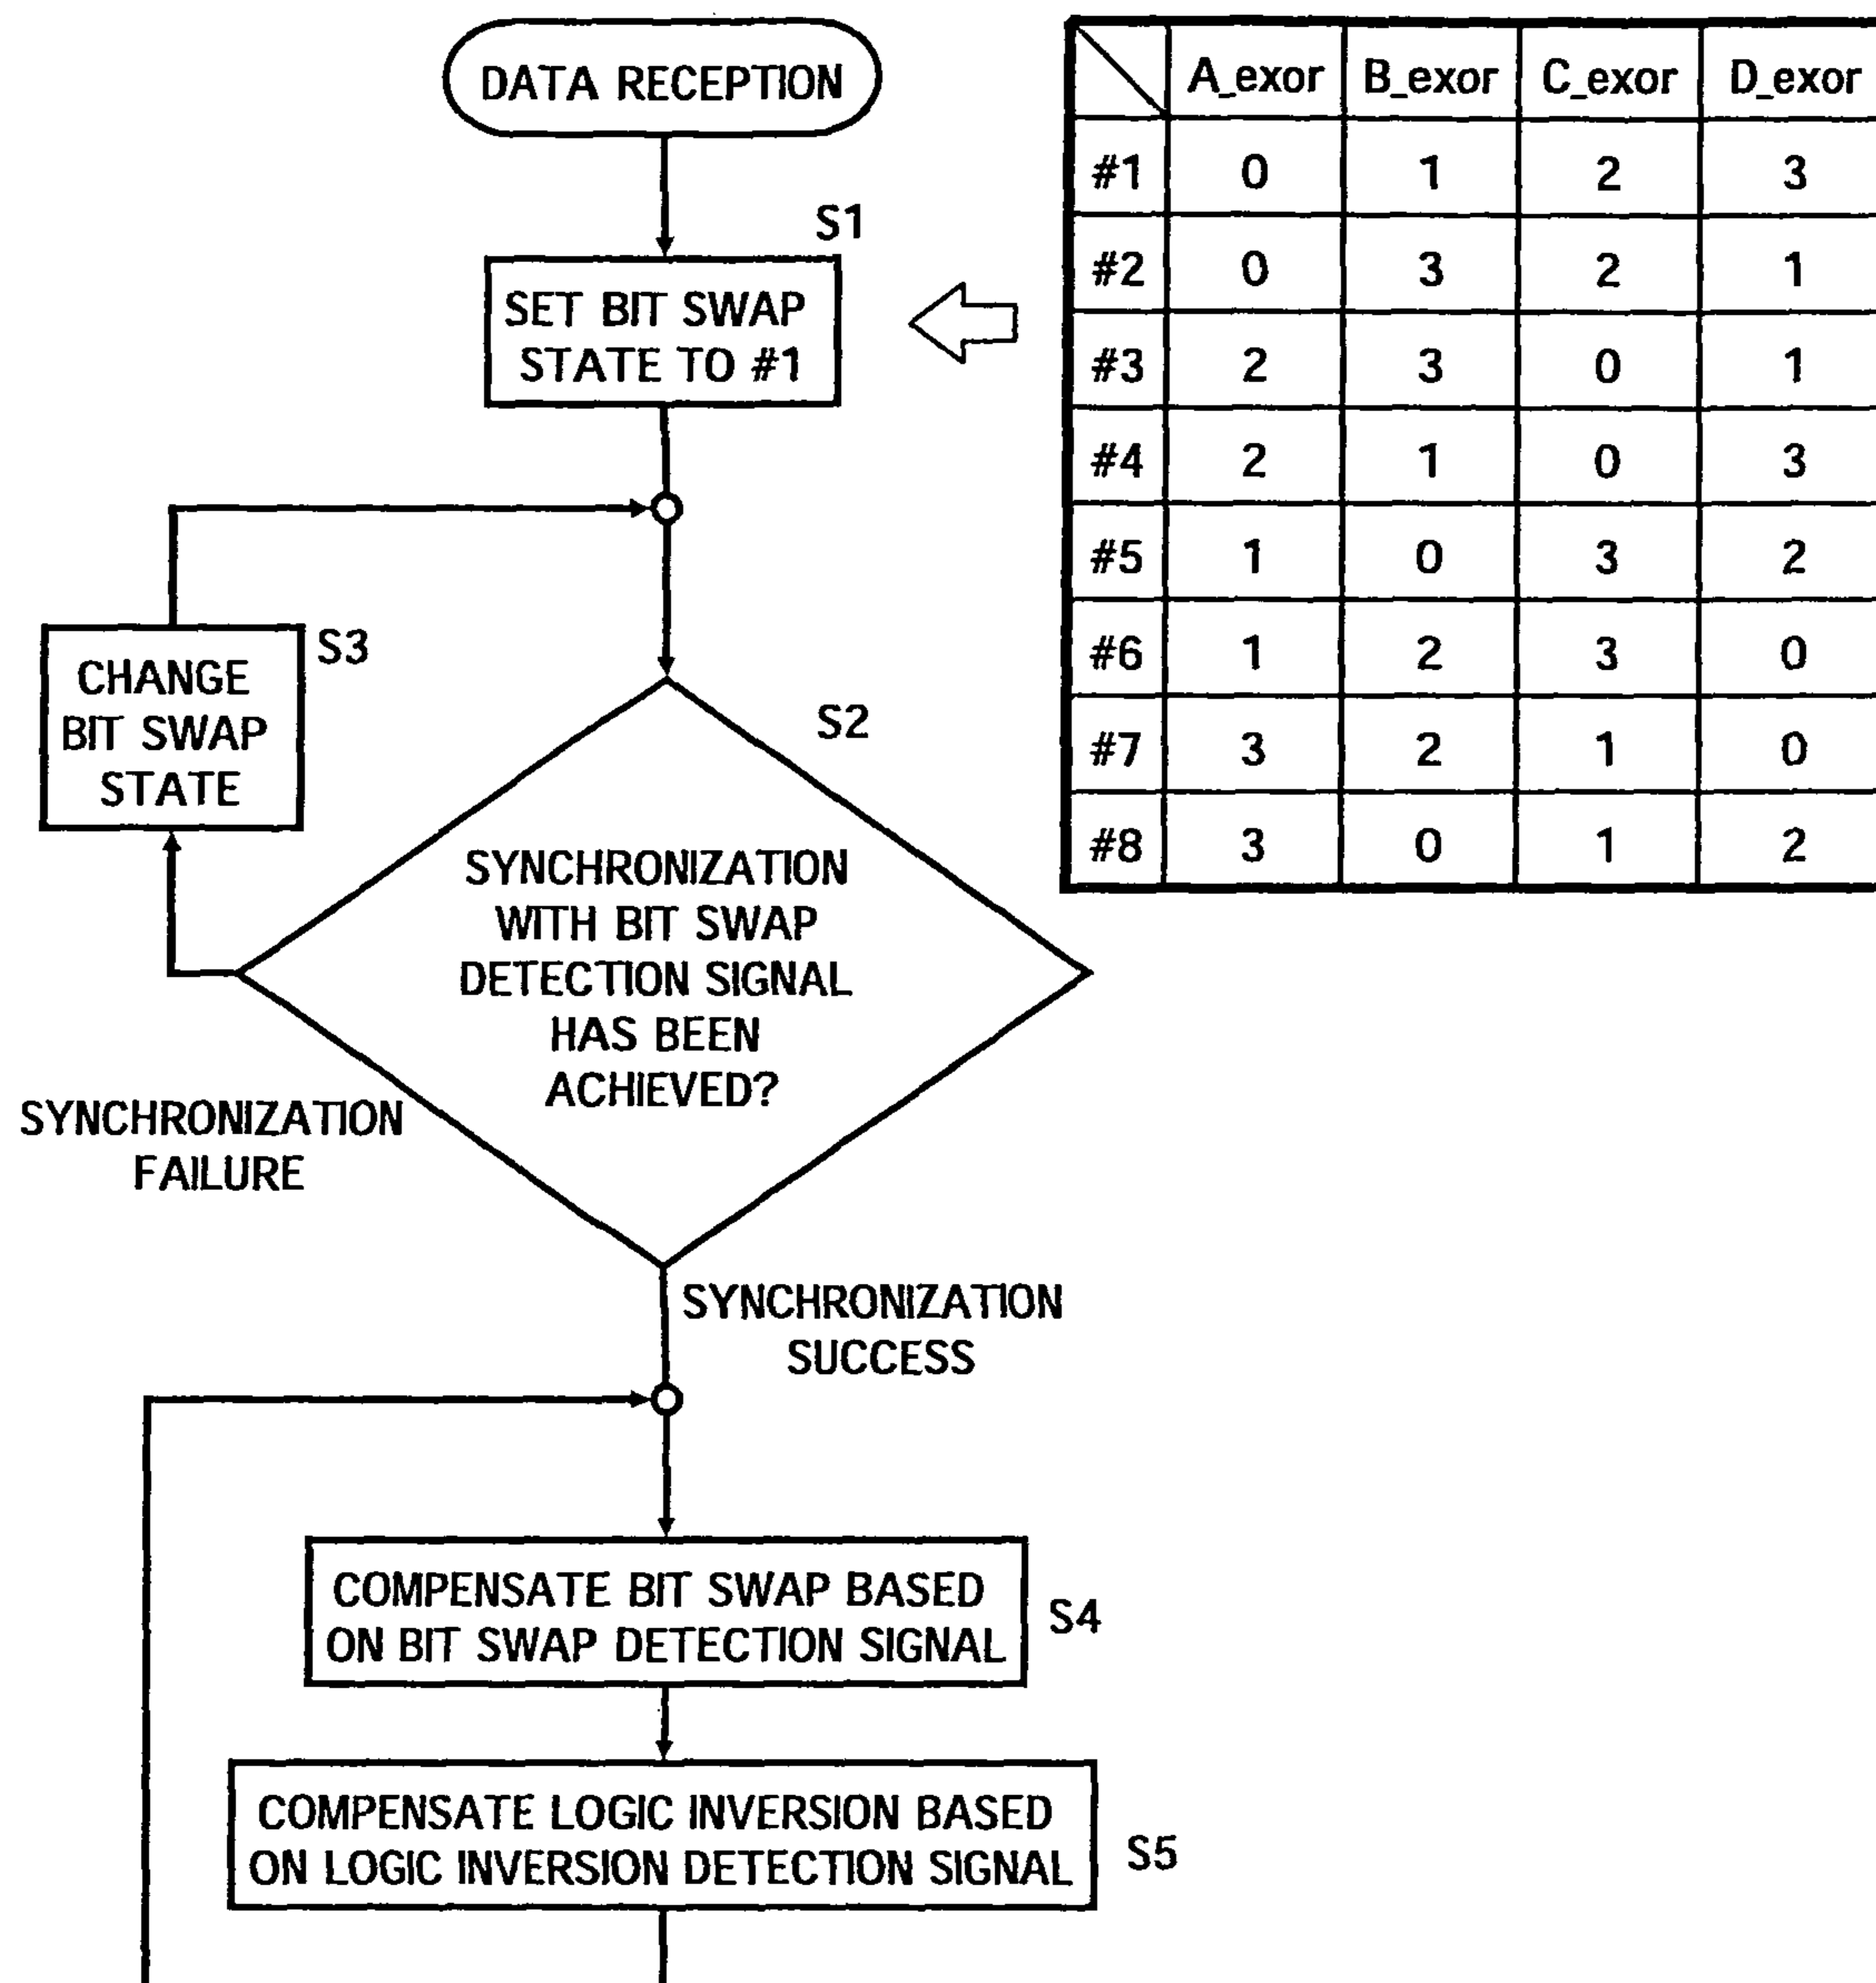 DATA RECEPTION
S1
SET BIT SWAP
STATE TO #1
A_exor B_exor C_exor D_exor
#1 0 1 2 3
#2 0 3 2 1
#3 2 3 0 1
#4 2 1 0 3
#5 1 0 3 2
#6 1 2 3 0
#7 3 2 1 0
#8 3 0 1 2
S3
CHANGE
BIT SWAP
STATE
S2
SYNCHRONIZATION
WITH BIT SWAP
DETECTION SIGNAL
HAS BEEN
ACHIEVED?
SYNCHRONIZATION
FAILURE
SYNCHRONIZATION
SUCCESS
COMPENSATE BIT SWAP BASED
ON BIT SWAP DETECTION SIGNAL
S4
COMPENSATE LOGIC INVERSION BASED
ON LOGIC INVERSION DETECTION SIGNAL
S5